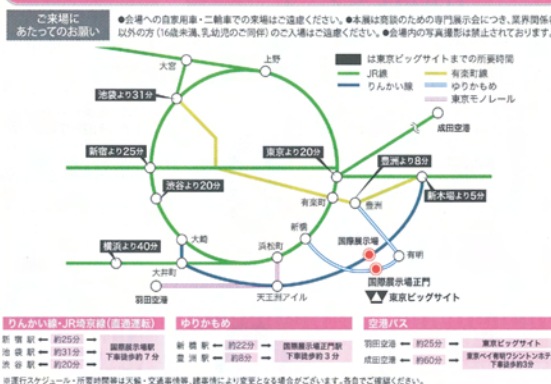 ご来場に
あたってのお願い
●会場への自家用車・二輪車での来場はご遠慮ください。●本展は商談のための専門展示会につき、業界関係
以外の方(16歳未満、乳幼児のご同伴)のご入場はご遠慮ください。●会場内の写真撮影は禁止されております。
は東京ビッグサイトまでの所要時間
JR線
有楽町線
りんかい線
ゆりかもめ
東京モノレール
大宮
上野
池袋より31分
成田空港
新宿より25分
東京より20分
豊洲より8分
渋谷より20分
有楽町
豊洲
新木場より5分
新橋
横浜より40分
大崎
浜松町
国際展示場
有明
大井町
国際展示場正門
羽田空港
天王洲アイル
東京ビッグサイト
りんかい線・JR埼京線(直通運転)
新宿駅 約25分
池袋駅 約31分
渋谷駅 約20分
国際展示場駅
下車徒歩約7分
ゆりかもめ
新橋駅 約22分
豊洲駅 約8分
国際展示場正門駅
下車徒歩約3分
空港バス
羽田空港 約25分 東京ビッグサイト
成田空港 約60分 東京ベイ有明ワシントンホテ
下車徒歩約3分
※運行スケジュール・所要時間等は天候・交通事情等、諸事情により変更となる場合がございます。各自でご確認ください。